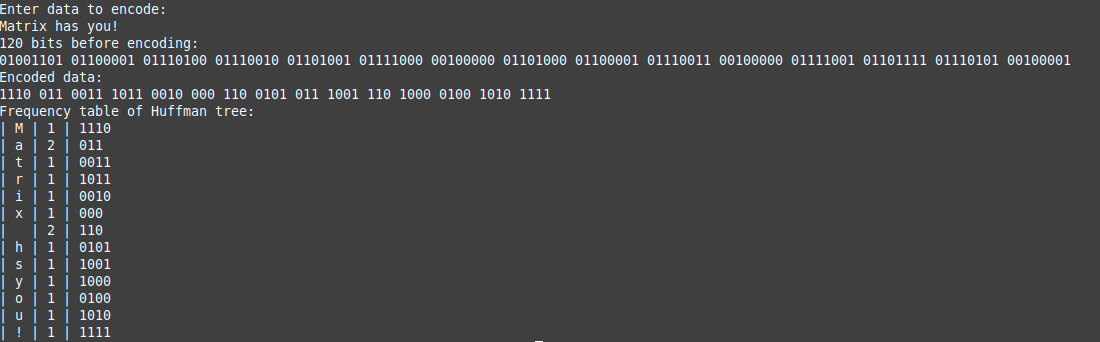 Enter data to encode:
Matrix has you!
120 bits before encoding:
01001101 01100001 01110100 01110010 01101001 01111000 00100000 01101000 01100001 01110011 00100000 01111001 01101111 01110101 00100001
Encoded data:
1110 011 0011 1011 0010 000 110 0101 011 1001 110 1000 0100 1010 1111
Frequency table of Huffman tree:
| M | 1 | 1110
| a | 2 | 011
| t | 1 | 0011
| r | 1 | 1011
| i | 1 | 0010
| x | 1 | 000
|   | 2 | 110
| h | 1 | 0101
| s | 1 | 1001
| y | 1 | 1000
| o | 1 | 0100
| u | 1 | 1010
| ! | 1 | 1111